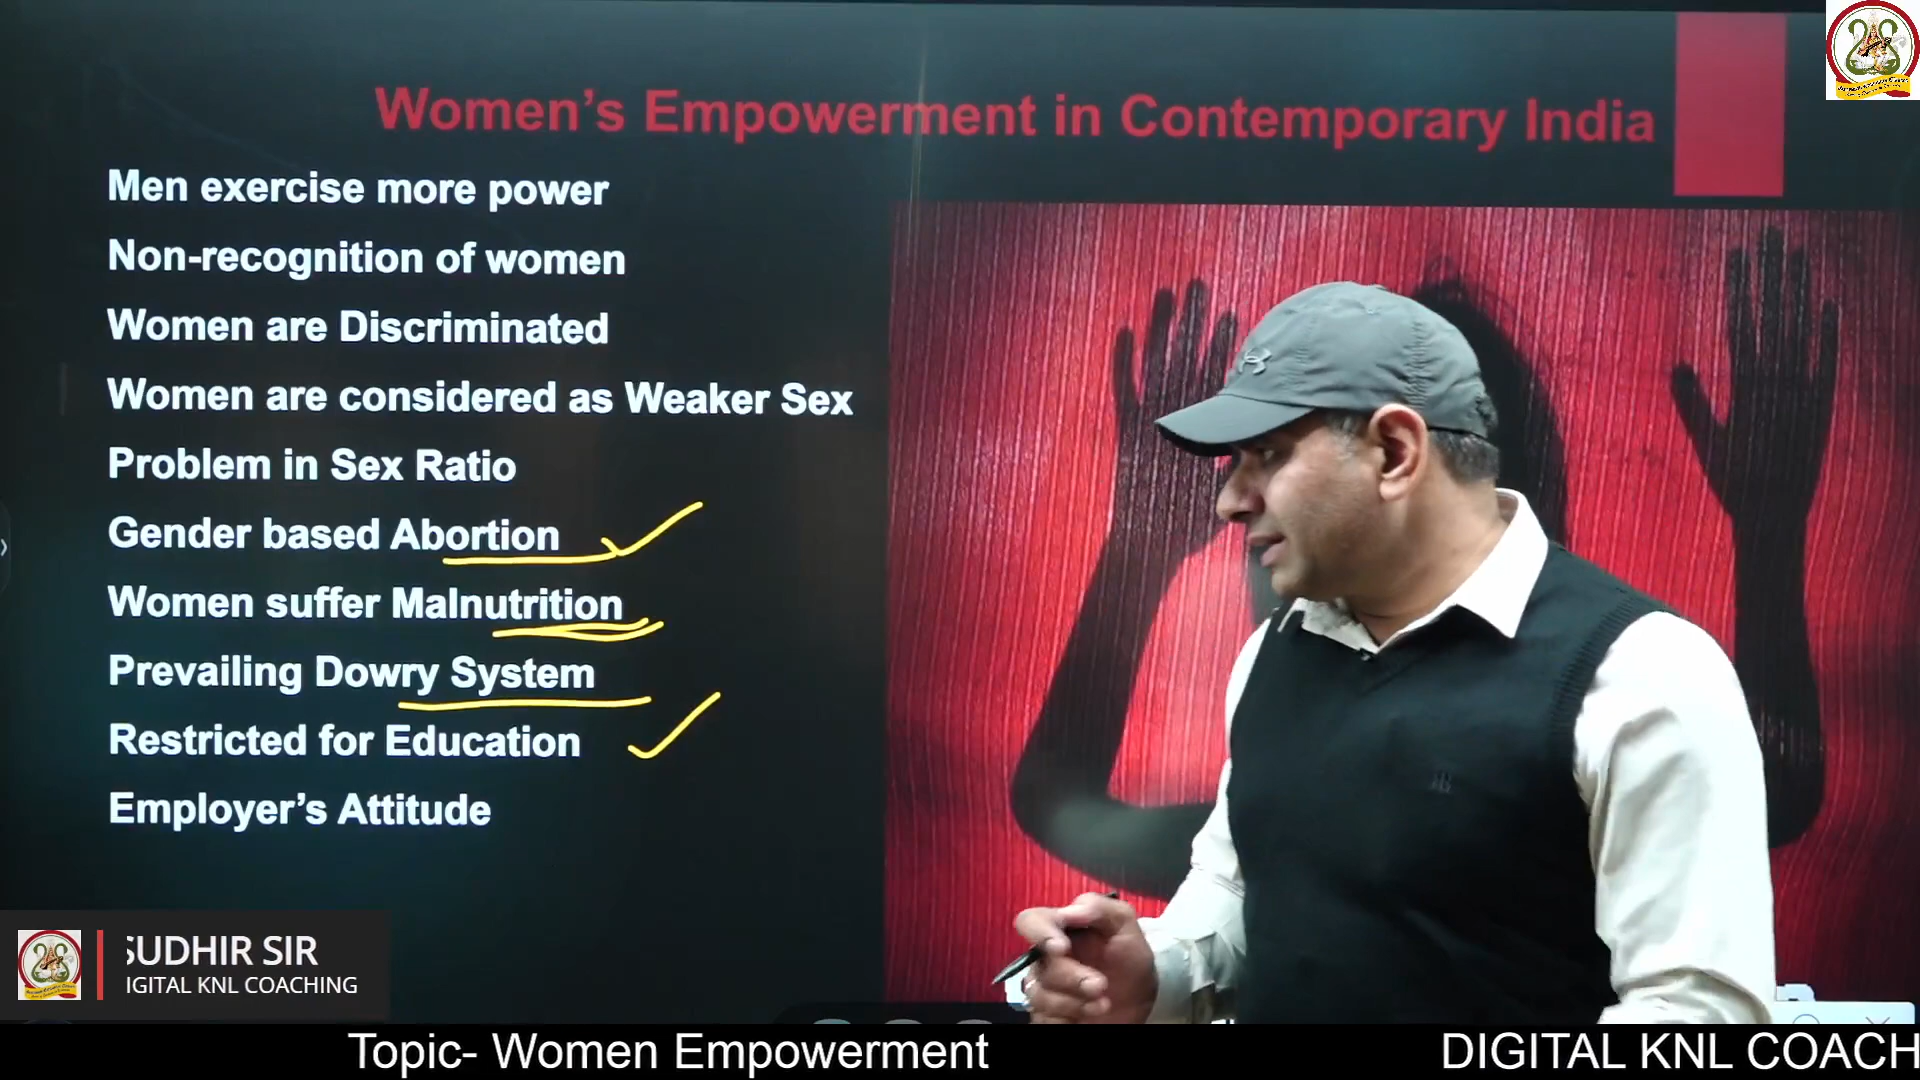 Women’s Empowerment in Contemporary India
Men exercise more power
Non-recognition of women
Women are Discriminated
Women are considered as Weaker Sex
Problem in Sex Ratio
Gender based Abortion
Women suffer Malnutrition
Prevailing Dowry System
Restricted for Education
Employer’s Attitude
SUDHIR SIR
IGITAL KNL COACHING
Topic- Women Empowerment
DIGITAL KNL COACH